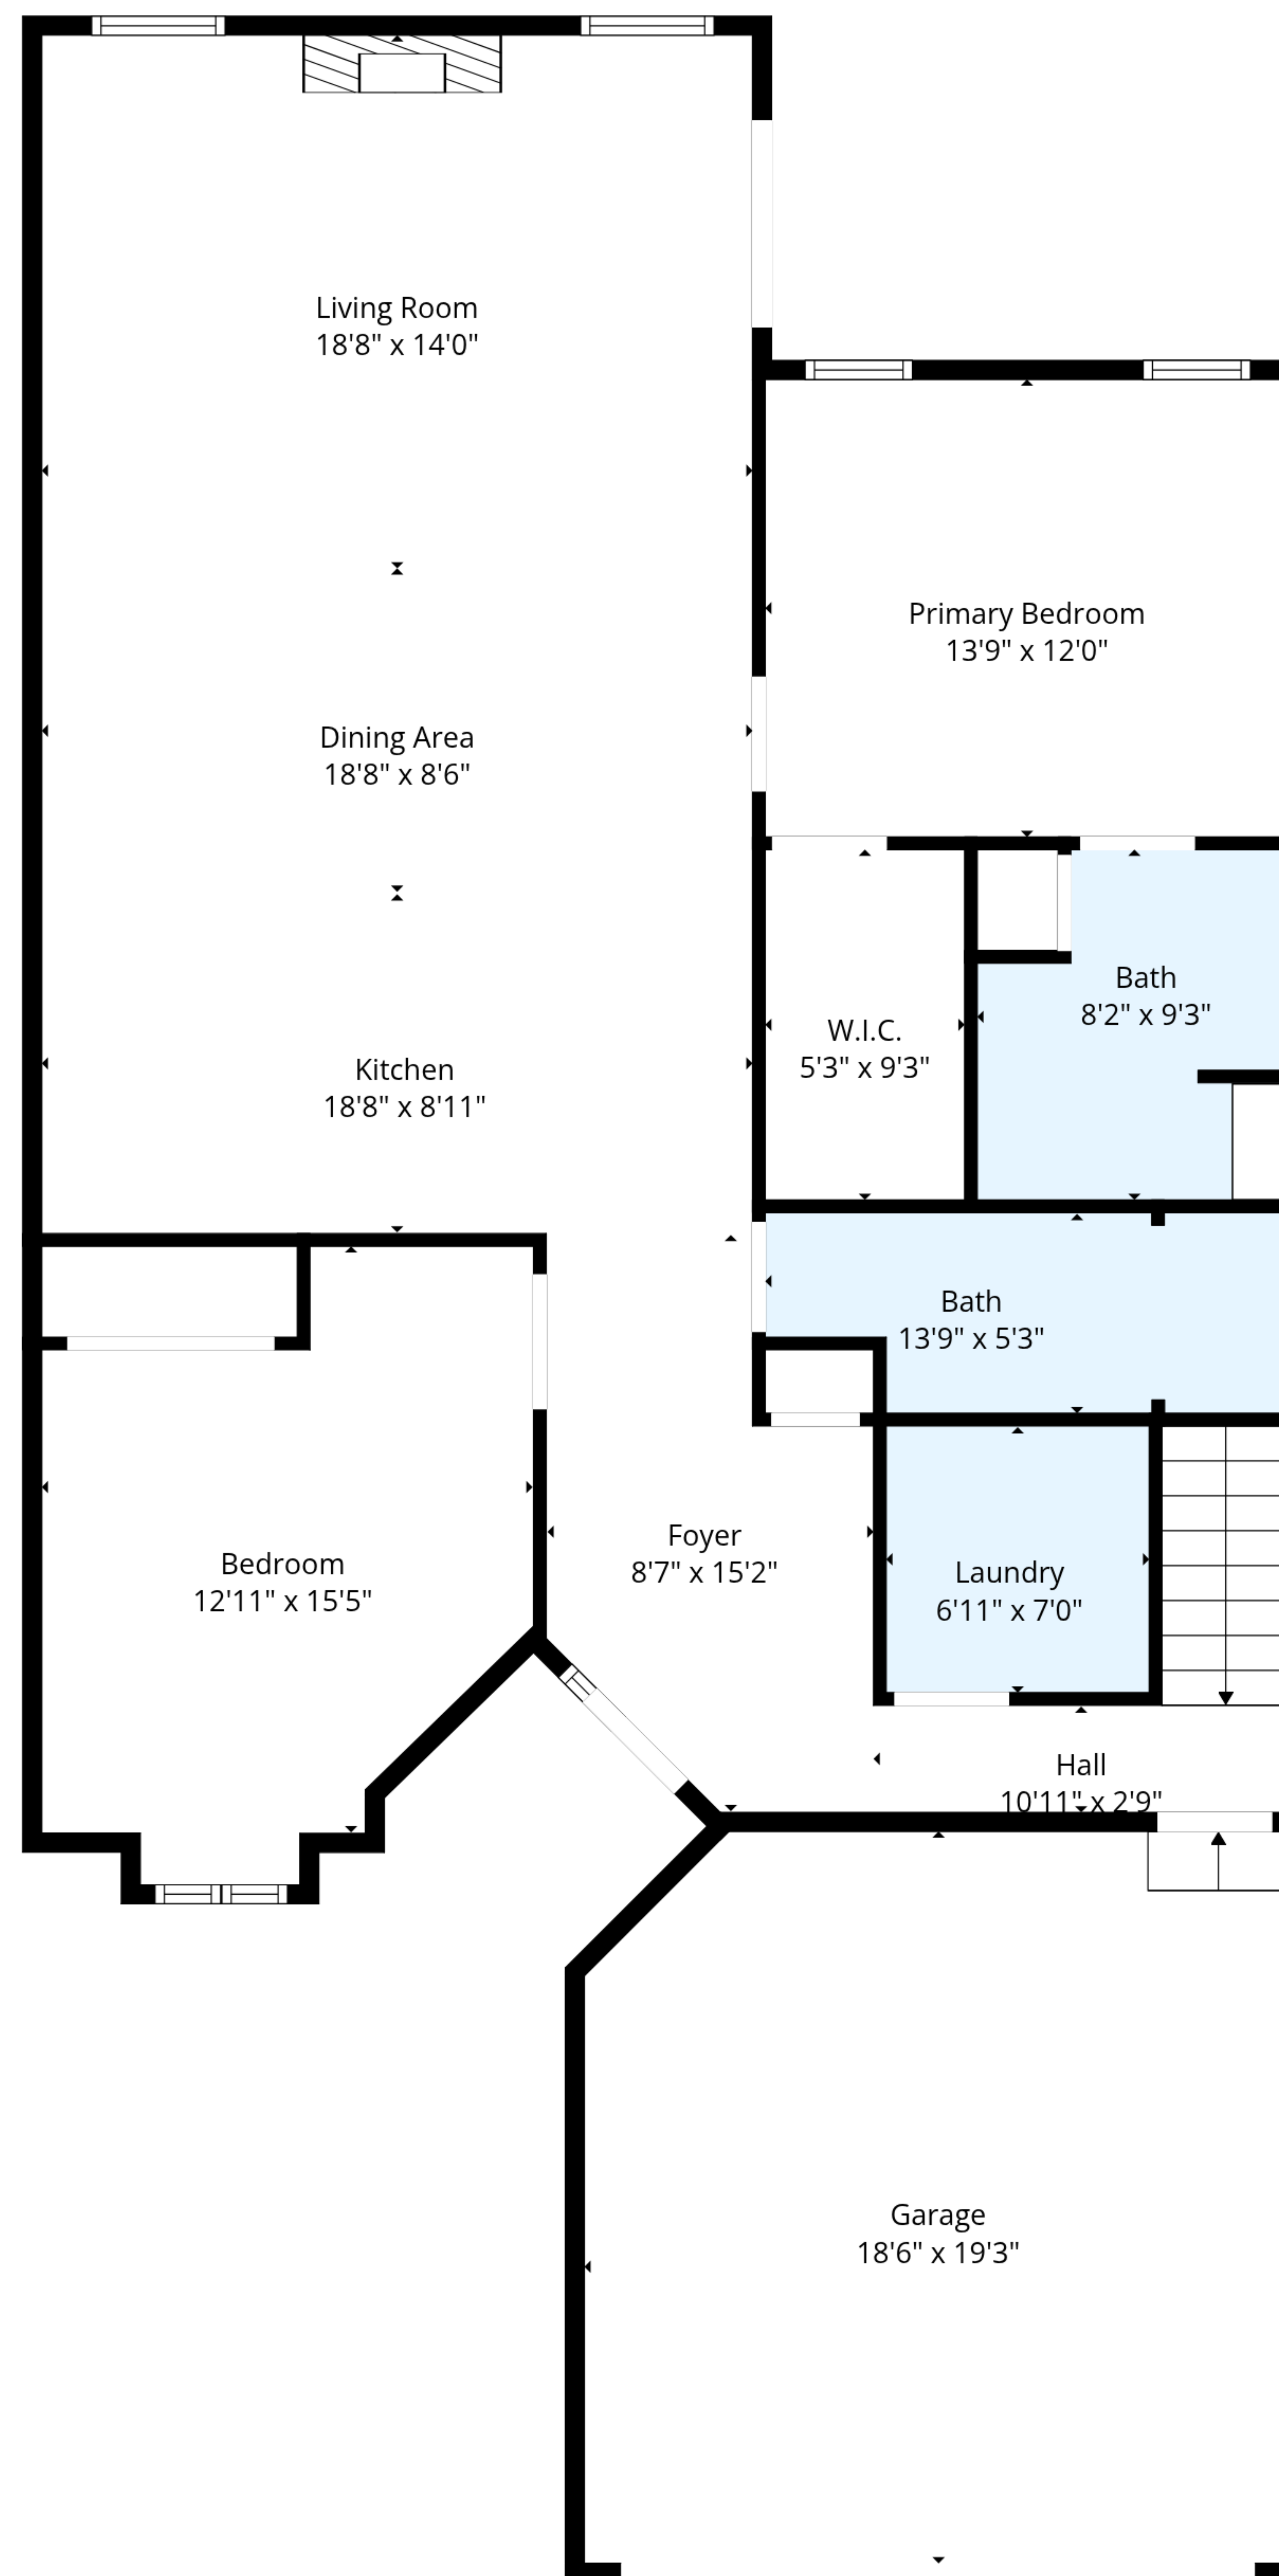 Living Room
18'8" x 14'0"
Primary Bedroom
13'9" x 12'0"
Dining Area
18'8" x 8'6"
Bath
8'2" x 9'3"
W.I.C.
5'3" x 9'3"
Kitchen
18'8" x 8'11"
Bath
13'9" x 5'3"
Foyer
8'7" x 15'2"
Bedroom
12'11" x 15'5"
Laundry
6'11" x 7'0"
Hall
10'11" x 2'9"
Garage
18'6" x 19'3"